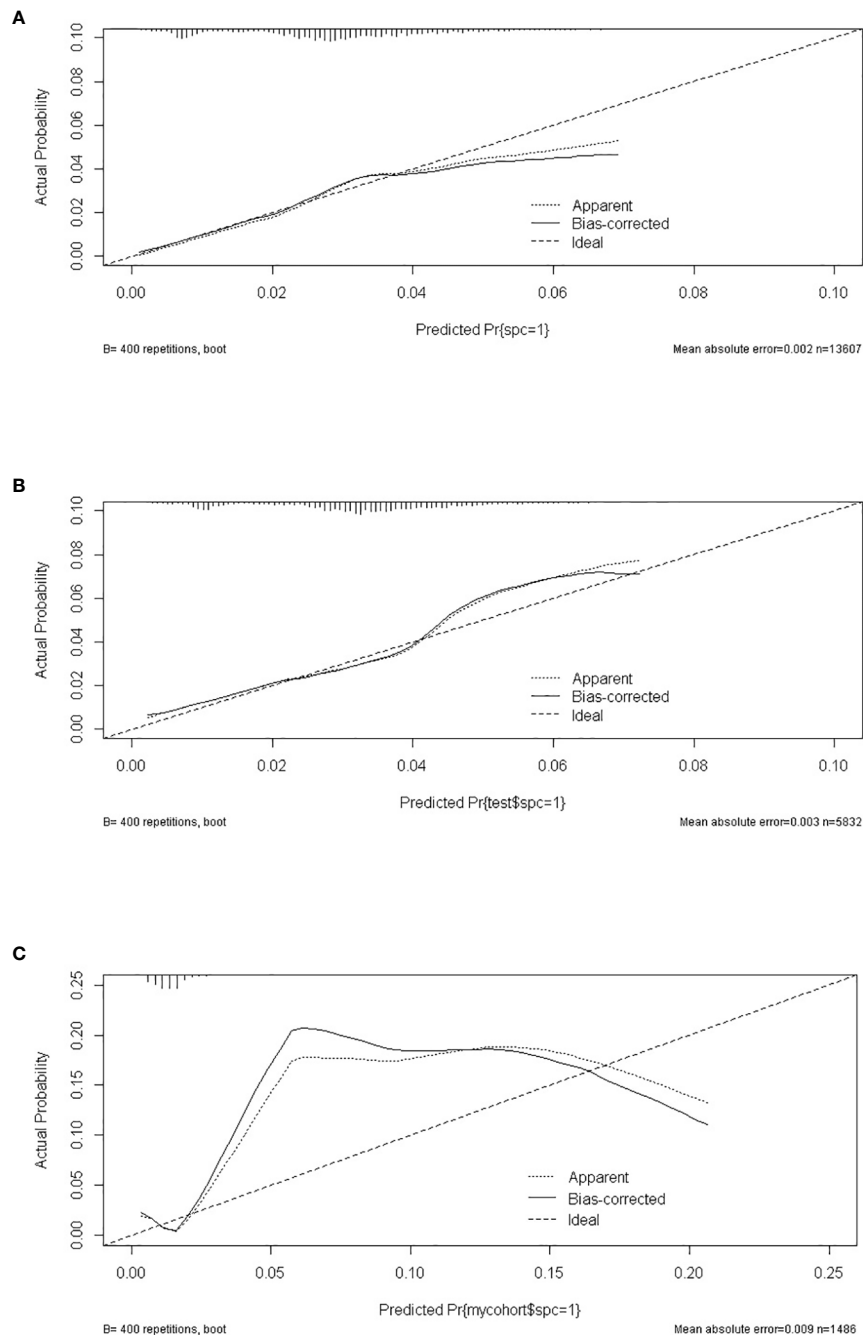 A
0.10
0.08
0.06
0.04
0.02
0.00
Actual Probability
Apparent
Bias-corrected
Ideal
0.00 0.02 0.04 0.06 0.08 0.10
Predicted Pr{spc=1}
B= 400 repetitions, boot
Mean absolute error=0.002 n=13607
B
0.10
0.08
0.06
0.04
0.02
0.00
Actual Probability
Apparent
Bias-corrected
Ideal
0.00 0.02 0.04 0.06 0.08 0.10
Predicted Pr{test$spc=1}
B= 400 repetitions, boot
Mean absolute error=0.003 n=5832
C
0.25
0.20
0.15
0.10
0.05
0.00
Actual Probability
Apparent
Bias-corrected
Ideal
0.00 0.05 0.10 0.15 0.20 0.25
Predicted Pr{mycohort$spc=1}
B= 400 repetitions, boot
Mean absolute error=0.009 n=1486